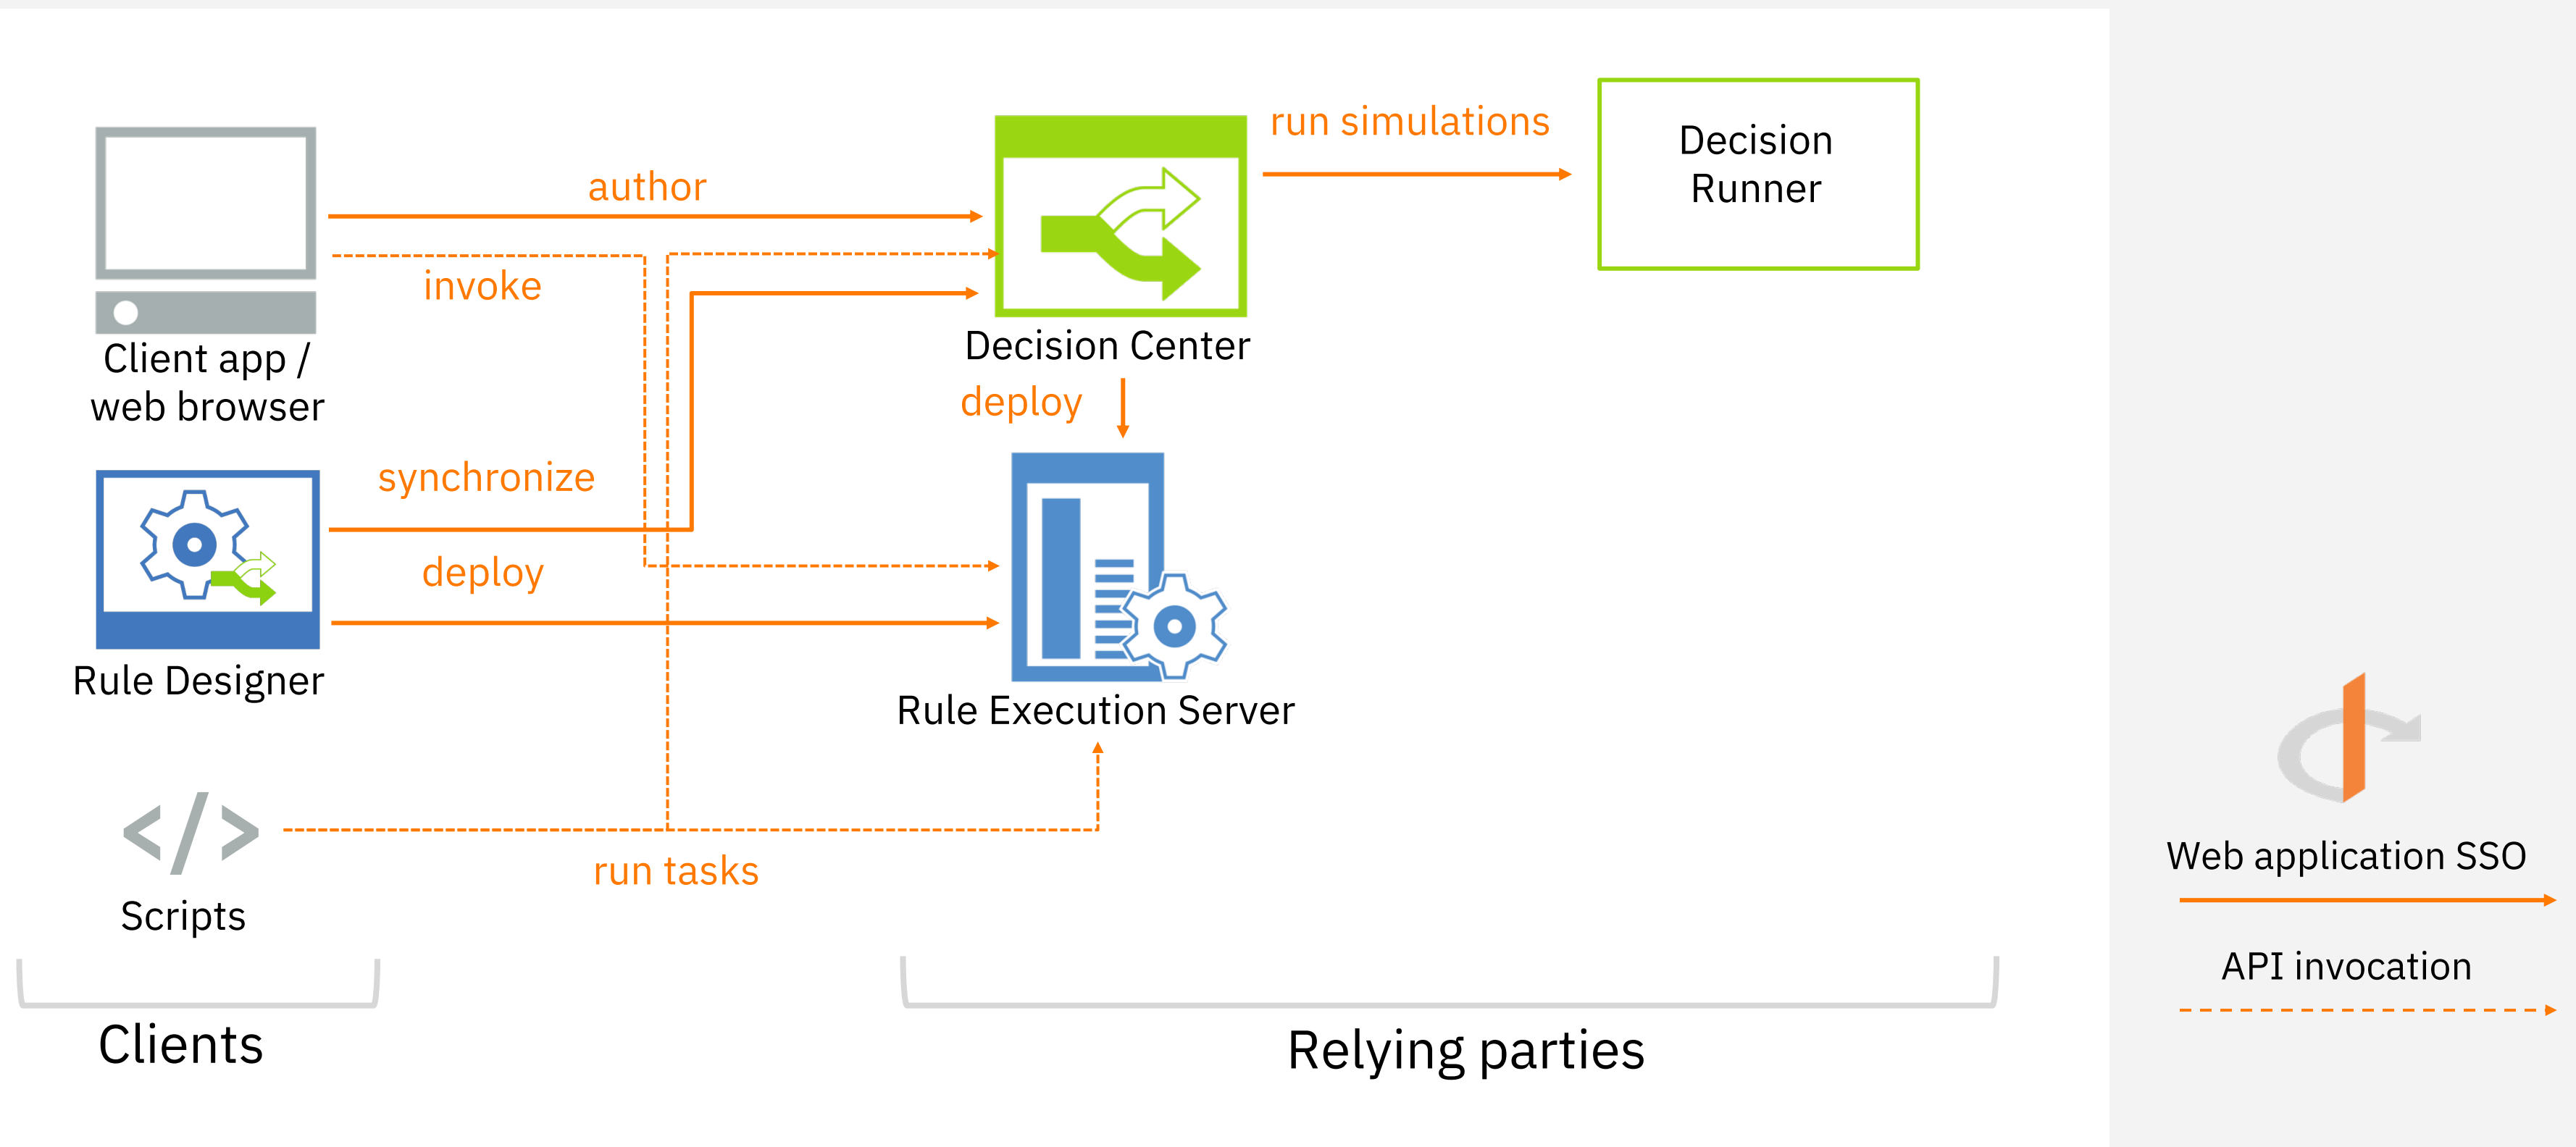 run simulations
Decision
Runner
author
invoke
Client app /
web browser
Decision Center
deploy
synchronize
deploy
Rule Designer
Rule Execution Server
</>
run tasks
Scripts
Clients
Relying parties
Web application SSO
API invocation